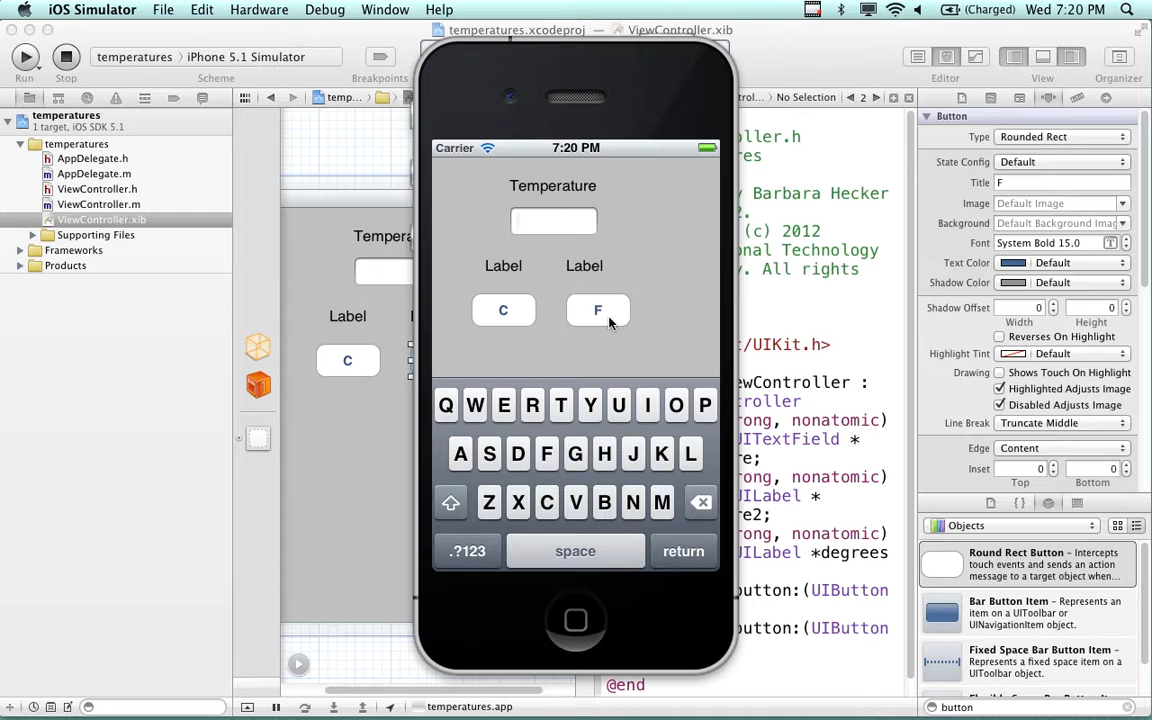 iOS Simulator File Edit Hardware Debug Window Help (Charged) Wed 7:20 PM
temperatures.xcodeproj — ViewController.xib
temperatures iPhone 5.1 Simulator
Run Stop Scheme Breakpoints Editor View Organizer
temp... No Selection 2
temperatures
1 target, iOS SDK 5.1
temperatures
AppDelegate.h
AppDelegate.m
ViewController.h
ViewController.m
ViewController.xib
Supporting Files
Frameworks
Products
Tempera
Label
C
Carrier 7:20 PM
Temperature
Label Label
C F
Q W E R T Y U I O P
A S D F G H J K L
Z X C V B N M
.?123 space return
troller.h
res
y Barbara Hecker
2.
(c) 2012
onal Technology
y. All rights
t/UIKit.h>
ewController :
roller
rong, nonatomic)
UITextField *
re;
rong, nonatomic)
UILabel *
re2;
rong, nonatomic)
UILabel *degrees
button:(UIButton
button:(UIButton
@end
temperatures.app
Button
Type Rounded Rect
State Config Default
Title F
Image Default Image
Background Default Background Imag
Font System Bold 15.0
Text Color Default
Shadow Color Default
Shadow Offset 0 0
Width Height
Reverses On Highlight
Highlight Tint Default
Drawing Shows Touch On Highlight
Highlighted Adjusts Image
Disabled Adjusts Image
Line Break Truncate Middle
Edge Content
Inset 0 0
Top Bottom
Objects
Round Rect Button – Intercepts
touch events and sends an action
message to a target object when...
Bar Button Item – Represents an
item on a UIToolbar or
UINavigationItem object.
Fixed Space Bar Button Item –
Represents a fixed space item on a
UIToolbar object.
button